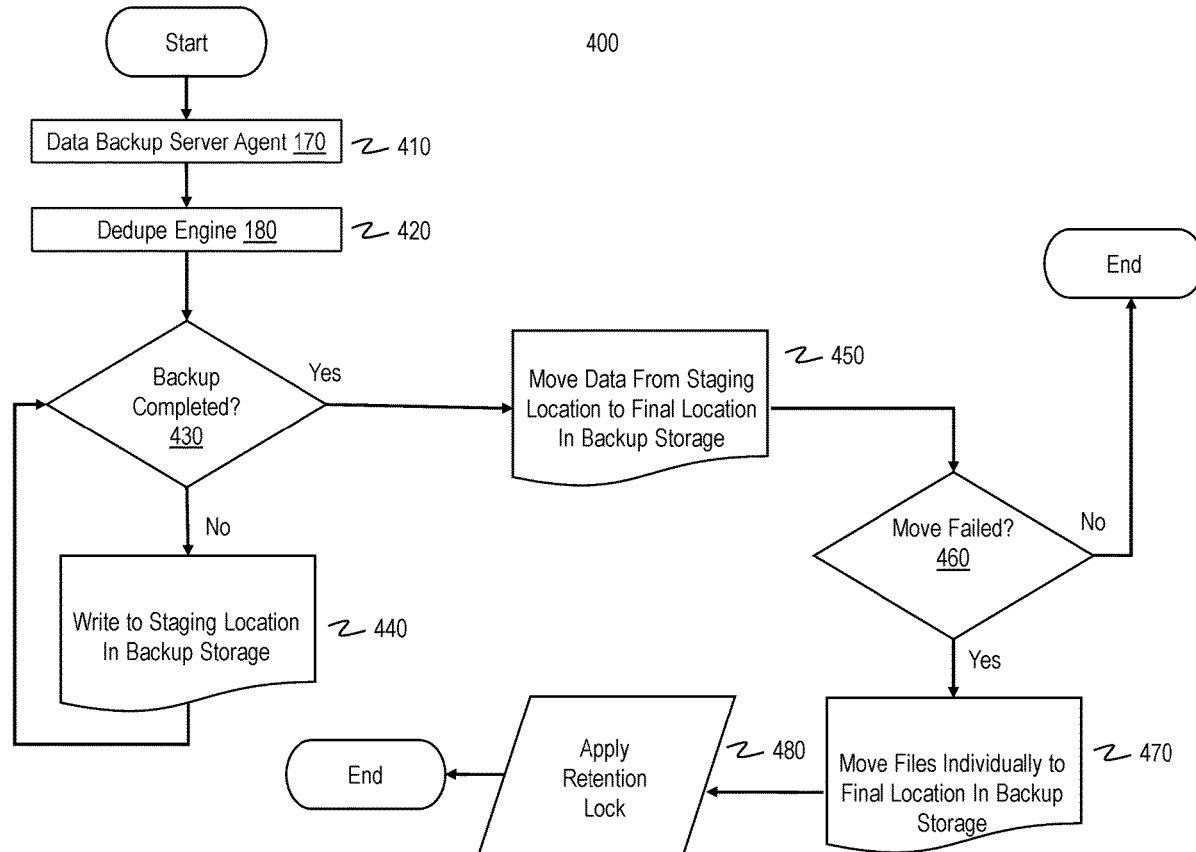 Start
400
Data Backup Server Agent 170
410
Dedupe Engine 180
420
End
Backup
Completed?
430
Yes
Move Data From Staging
Location to Final Location
In Backup Storage
450
No
Move Failed?
460
No
Write to Staging Location
In Backup Storage
440
Yes
End
Apply
Retention
Lock
480
Move Files Individually to
Final Location In Backup
Storage
470